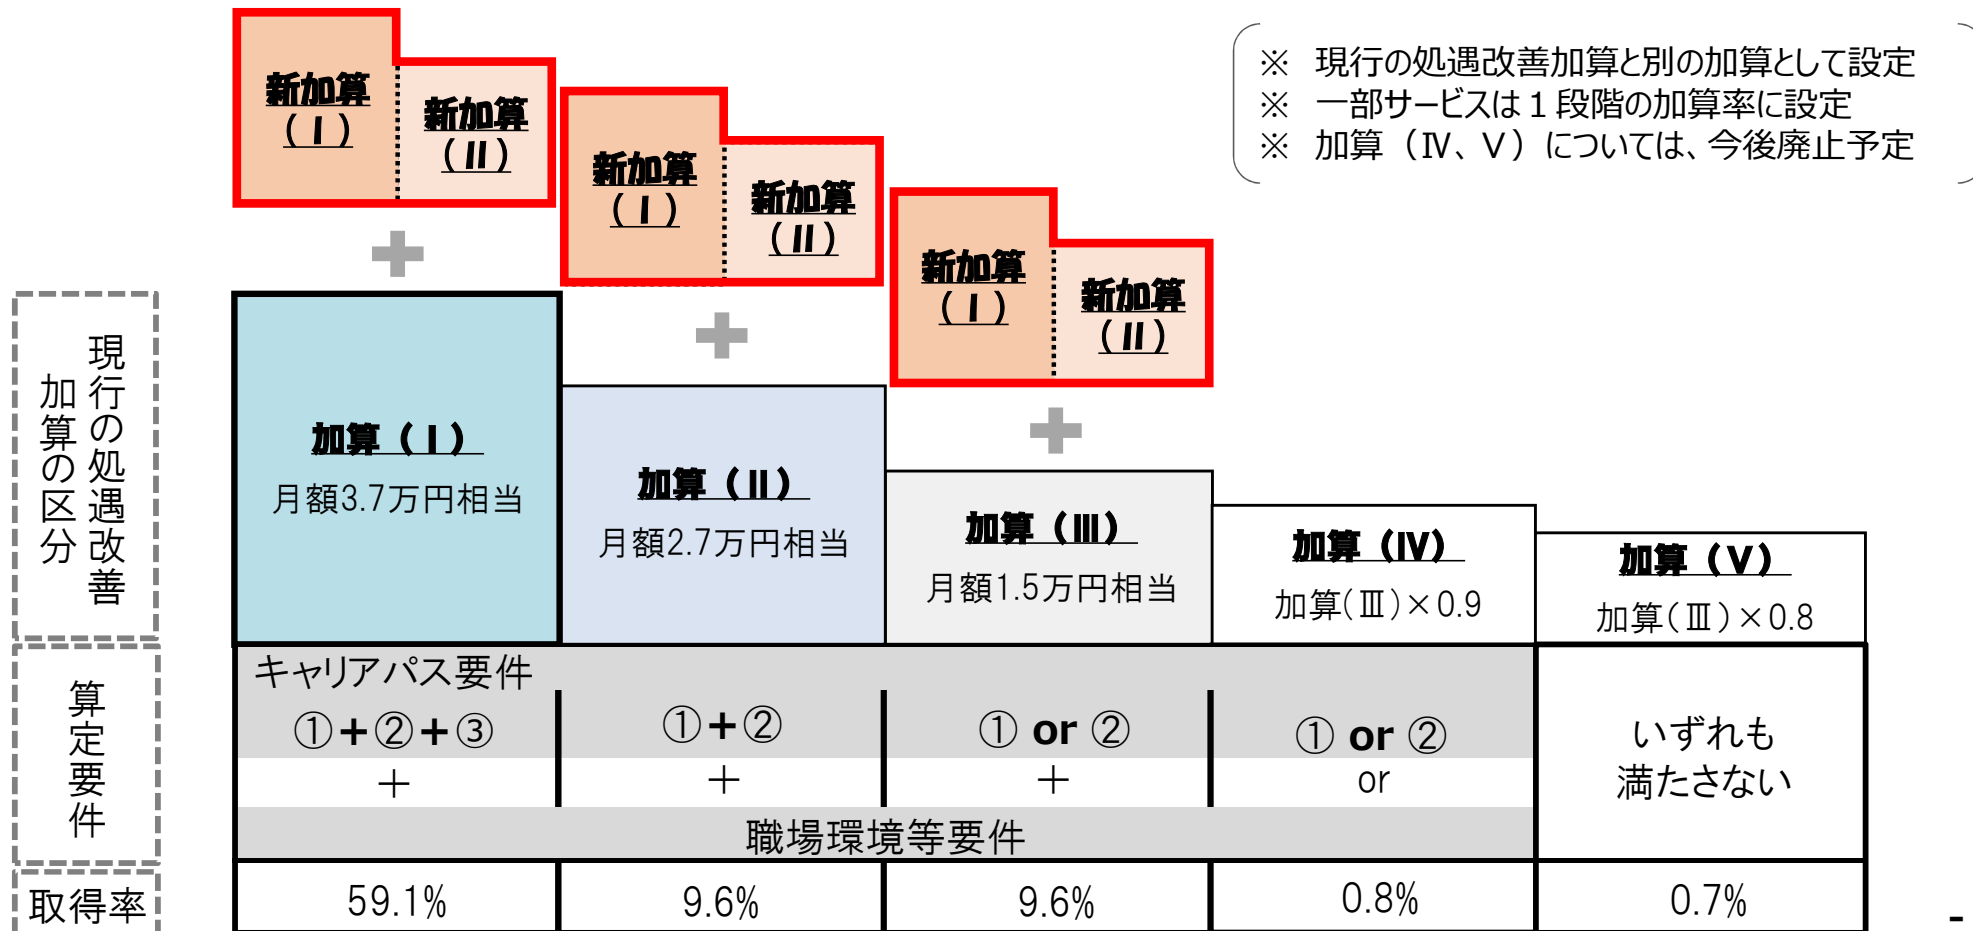 新加算
(Ⅰ)
新加算
(Ⅱ)
新加算
(Ⅰ)
新加算
(Ⅱ)
新加算
(Ⅰ)
新加算
(Ⅱ)
※ 現行の処遇改善加算と別の加算として設定
※ 一部サービスは1段階の加算率に設定
※ 加算(Ⅳ、Ⅴ)については、今後廃止予定
現行の処遇改善
加算の区分
加算(Ⅰ)
月額3.7万円相当
加算(Ⅱ)
月額2.7万円相当
加算(Ⅲ)
月額1.5万円相当
加算(Ⅳ)
加算(Ⅲ)×0.9
加算(Ⅴ)
加算(Ⅲ)×0.8
算定要件
キャリアパス要件
①+②+③
①+②
① or ②
① or ②
+
+
+
or
職場環境等要件
いずれも
満たさない
取得率
59.1%
9.6%
9.6%
0.8%
0.7%
-